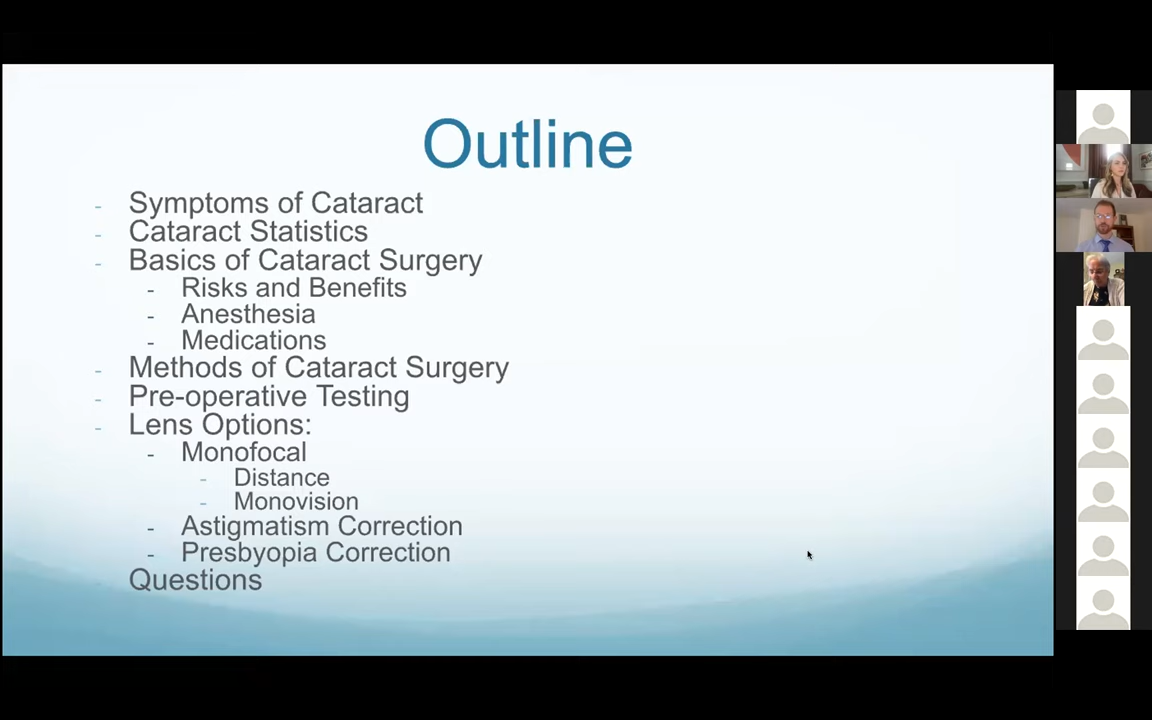 Outline
- Symptoms of Cataract
- Cataract Statistics
- Basics of Cataract Surgery
- Risks and Benefits
- Anesthesia
- Medications
- Methods of Cataract Surgery
- Pre-operative Testing
- Lens Options:
- Monofocal
- Distance
- Monovision
- Astigmatism Correction
- Presbyopia Correction
- Questions